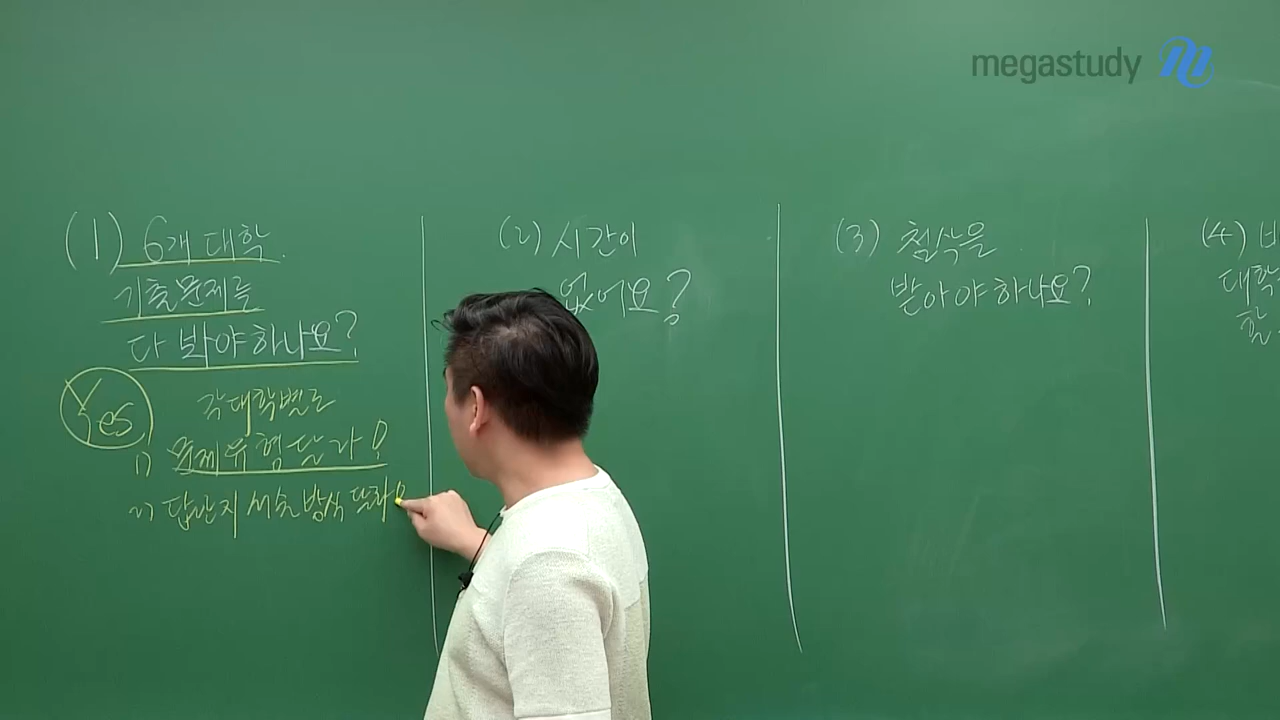 megastudy
(1) 6개 대학
기출문제를
다 봐야하나요?
Yes
각 대학별로
1) 문제유형 달라!
2) 답안지 서술방식 달라
(2) 시간이
없어요?
(3) 첨삭을
받아야 하나요?
(4)
대학
할